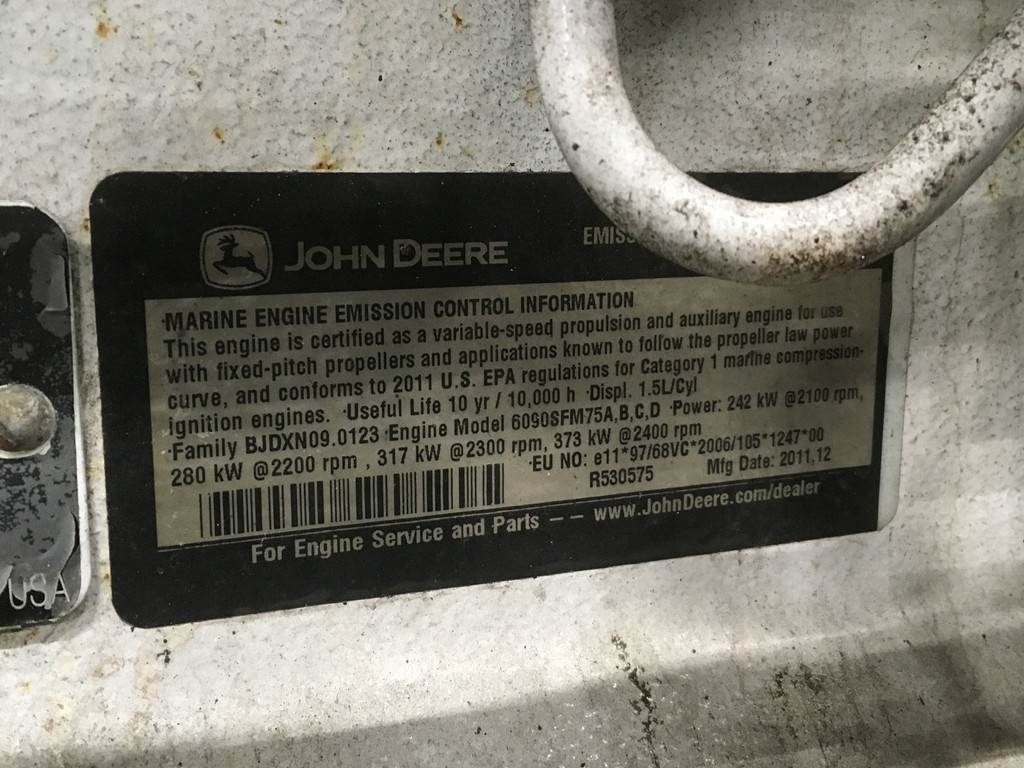 JOHN DEERE
MARINE ENGINE EMISSION CONTROL INFORMATION
This engine is certified as a variable-speed propulsion and auxiliary engine for use
with fixed-pitch propellers and applications known to follow the propeller law power
curve, and conforms to 2011 U.S. EPA regulations for Category 1 marine compression-
ignition engines. ·Useful Life 10 yr / 10,000 h ·Displ. 1.5L/Cyl
·Family BJDXN09.0123 ·Engine Model 6090SFM75A,B,C,D ·Power: 242 kW @2100 rpm,
280 kW @2200 rpm , 317 kW @2300 rpm, 373 kW @2400 rpm
·EU NO: e11*97/68VC*2006/105*1247*00
R530575 Mfg Date: 2011,12
For Engine Service and Parts –– www.JohnDeere.com/dealer
USA